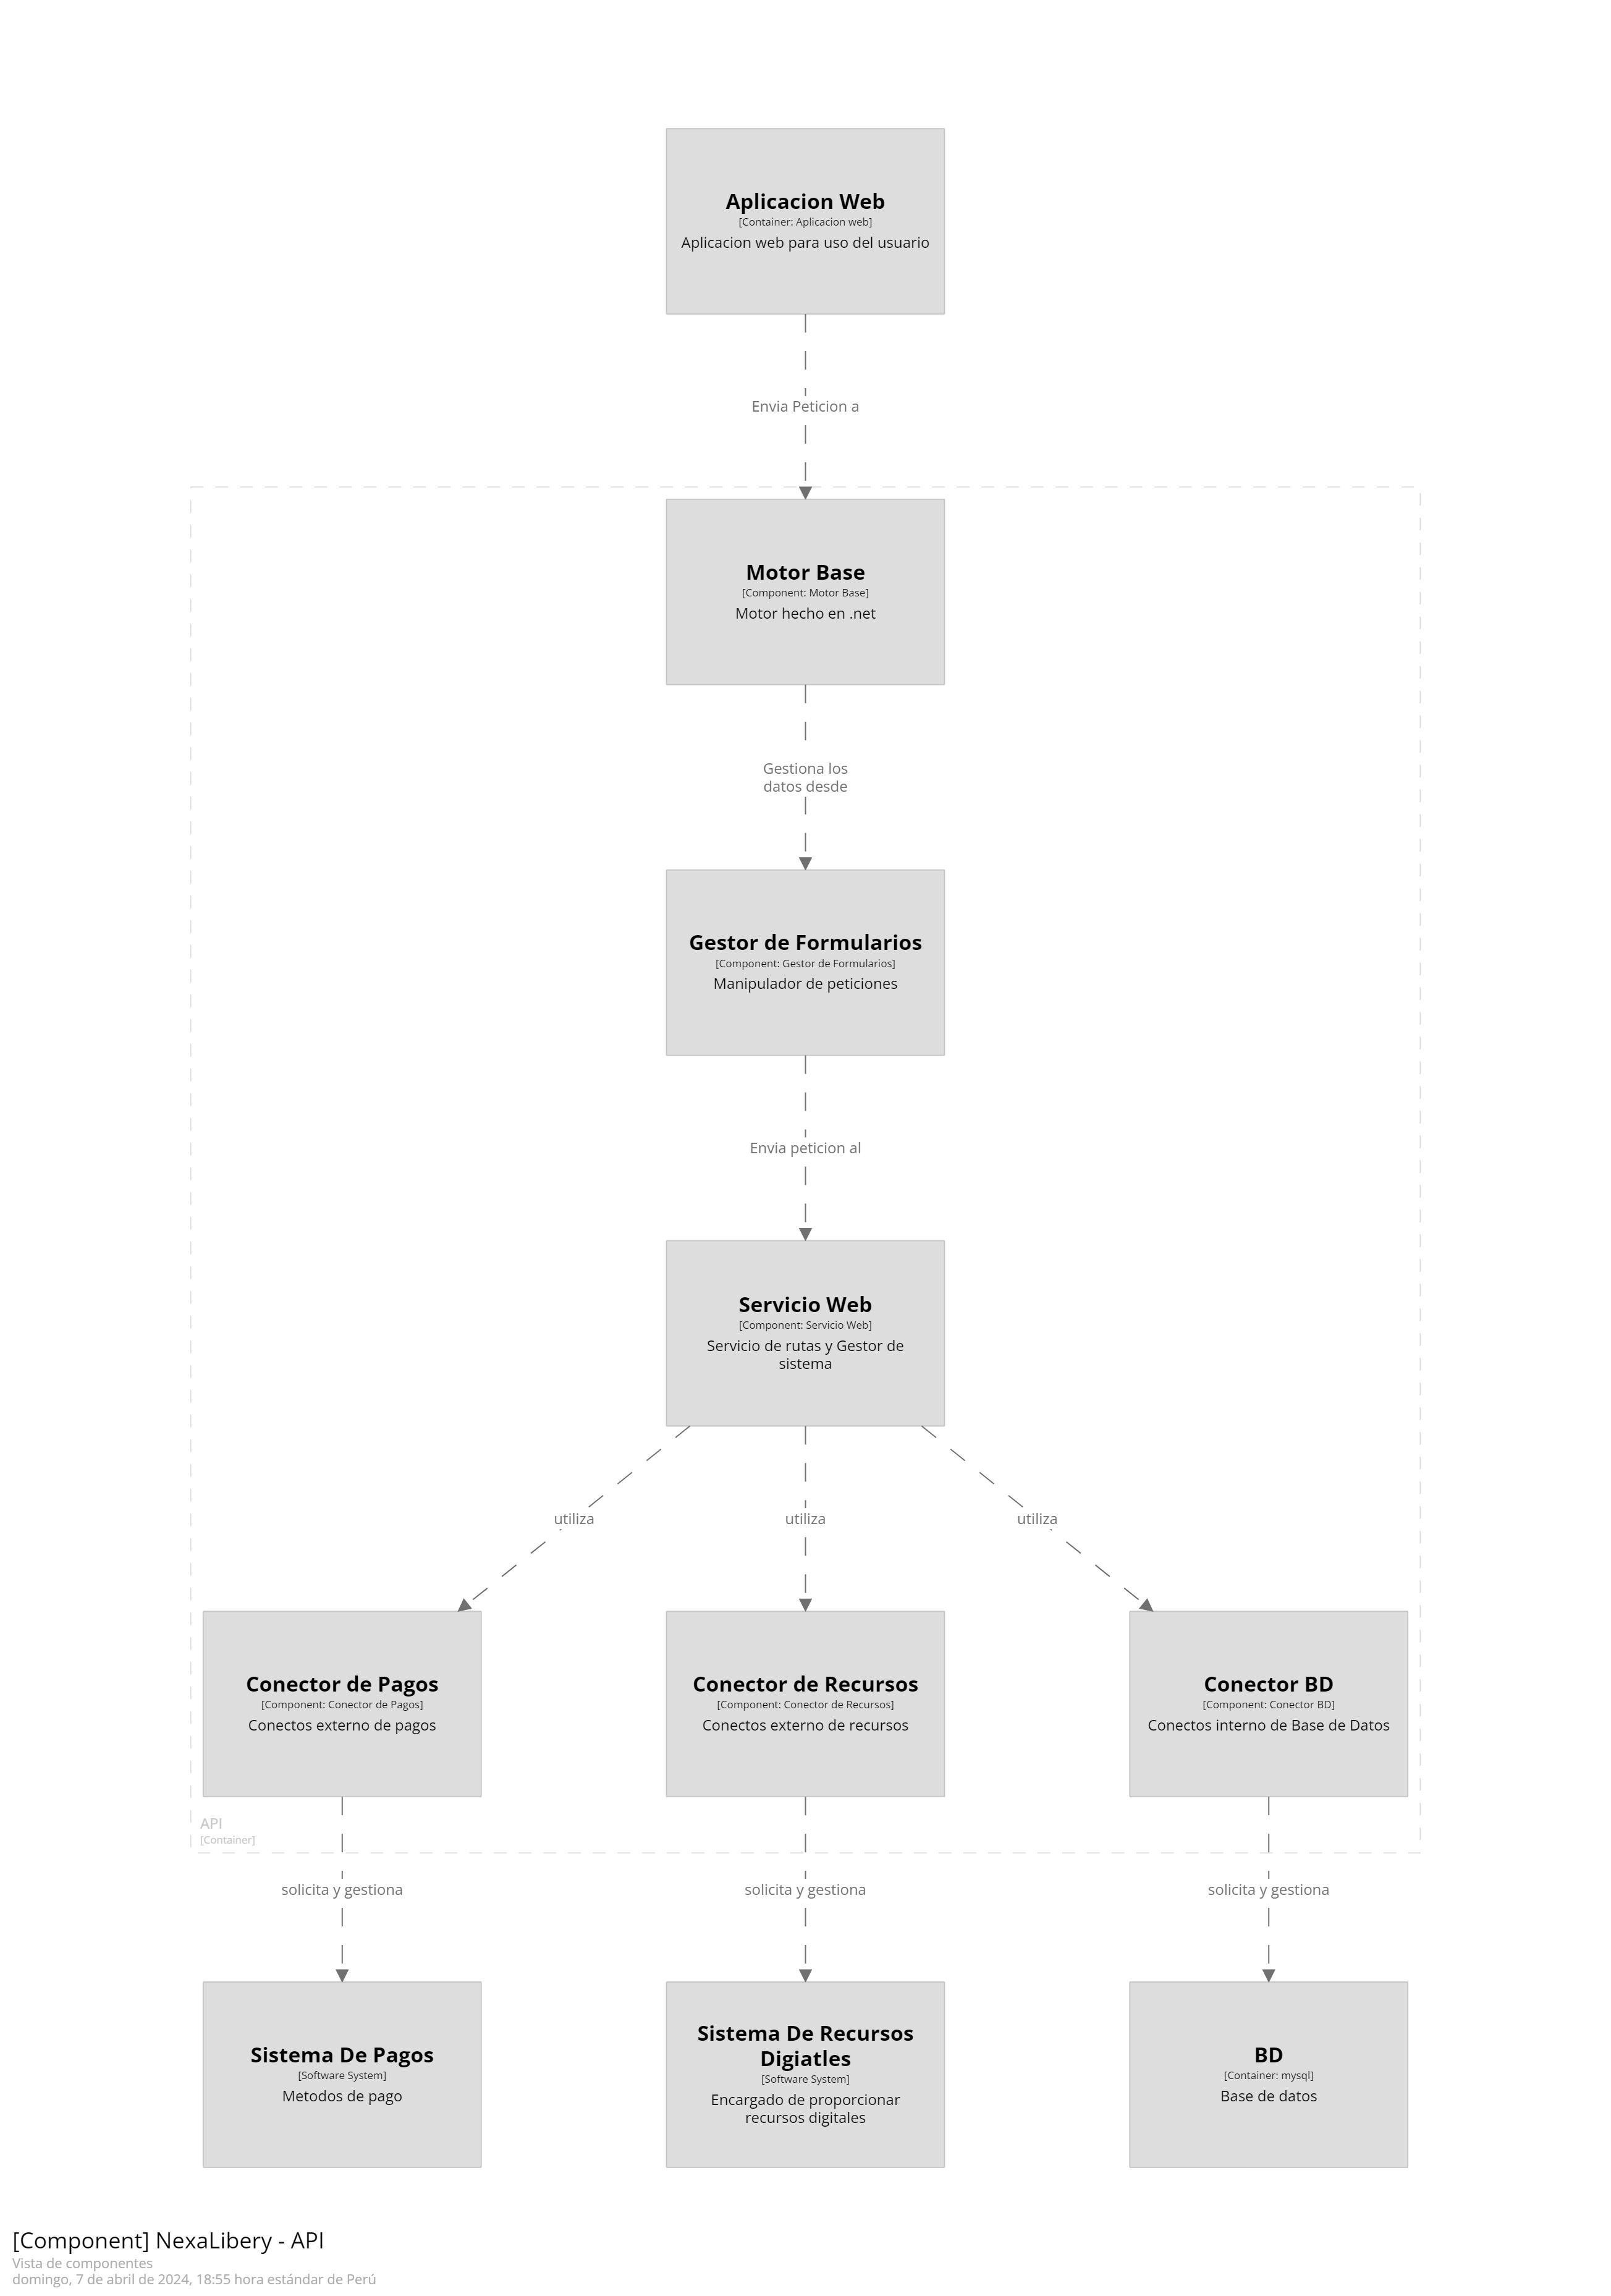 Aplicacion Web
[Container: Aplicacion web]
Aplicacion web para uso del usuario
Envia Peticion a
Motor Base
[Component: Motor Base]
Motor hecho en .net
Gestiona los
datos desde
Gestor de Formularios
[Component: Gestor de Formularios]
Manipulador de peticiones
Envia peticion al
Servicio Web
[Component: Servicio Web]
Servicio de rutas y Gestor de
sistema
utiliza
utiliza
utiliza
Conector de Pagos
[Component: Conector de Pagos]
Conectos externo de pagos
Conector de Recursos
[Component: Conector de Recursos]
Conectos externo de recursos
Conector BD
[Component: Conector BD]
Conectos interno de Base de Datos
API
[Container]
solicita y gestiona
solicita y gestiona
solicita y gestiona
Sistema De Pagos
[Software System]
Metodos de pago
Sistema De Recursos
Digiatles
[Software System]
Encargado de proporcionar
recursos digitales
BD
[Container: mysql]
Base de datos
[Component] NexaLibery - API
Vista de componentes
domingo, 7 de abril de 2024, 18:55 hora estándar de Perú